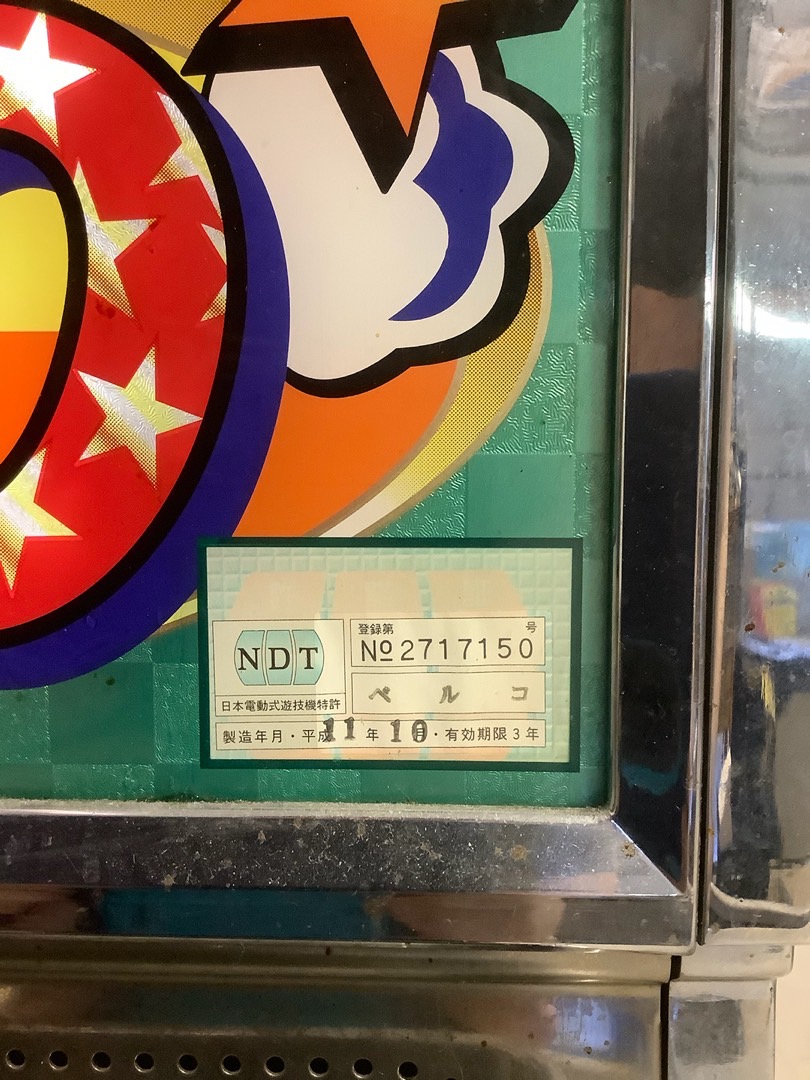 NDT
日本電動式遊技機特許
登録第 号
№2717150
ベルコ
製造年月・平成11年10月・有効期限3年